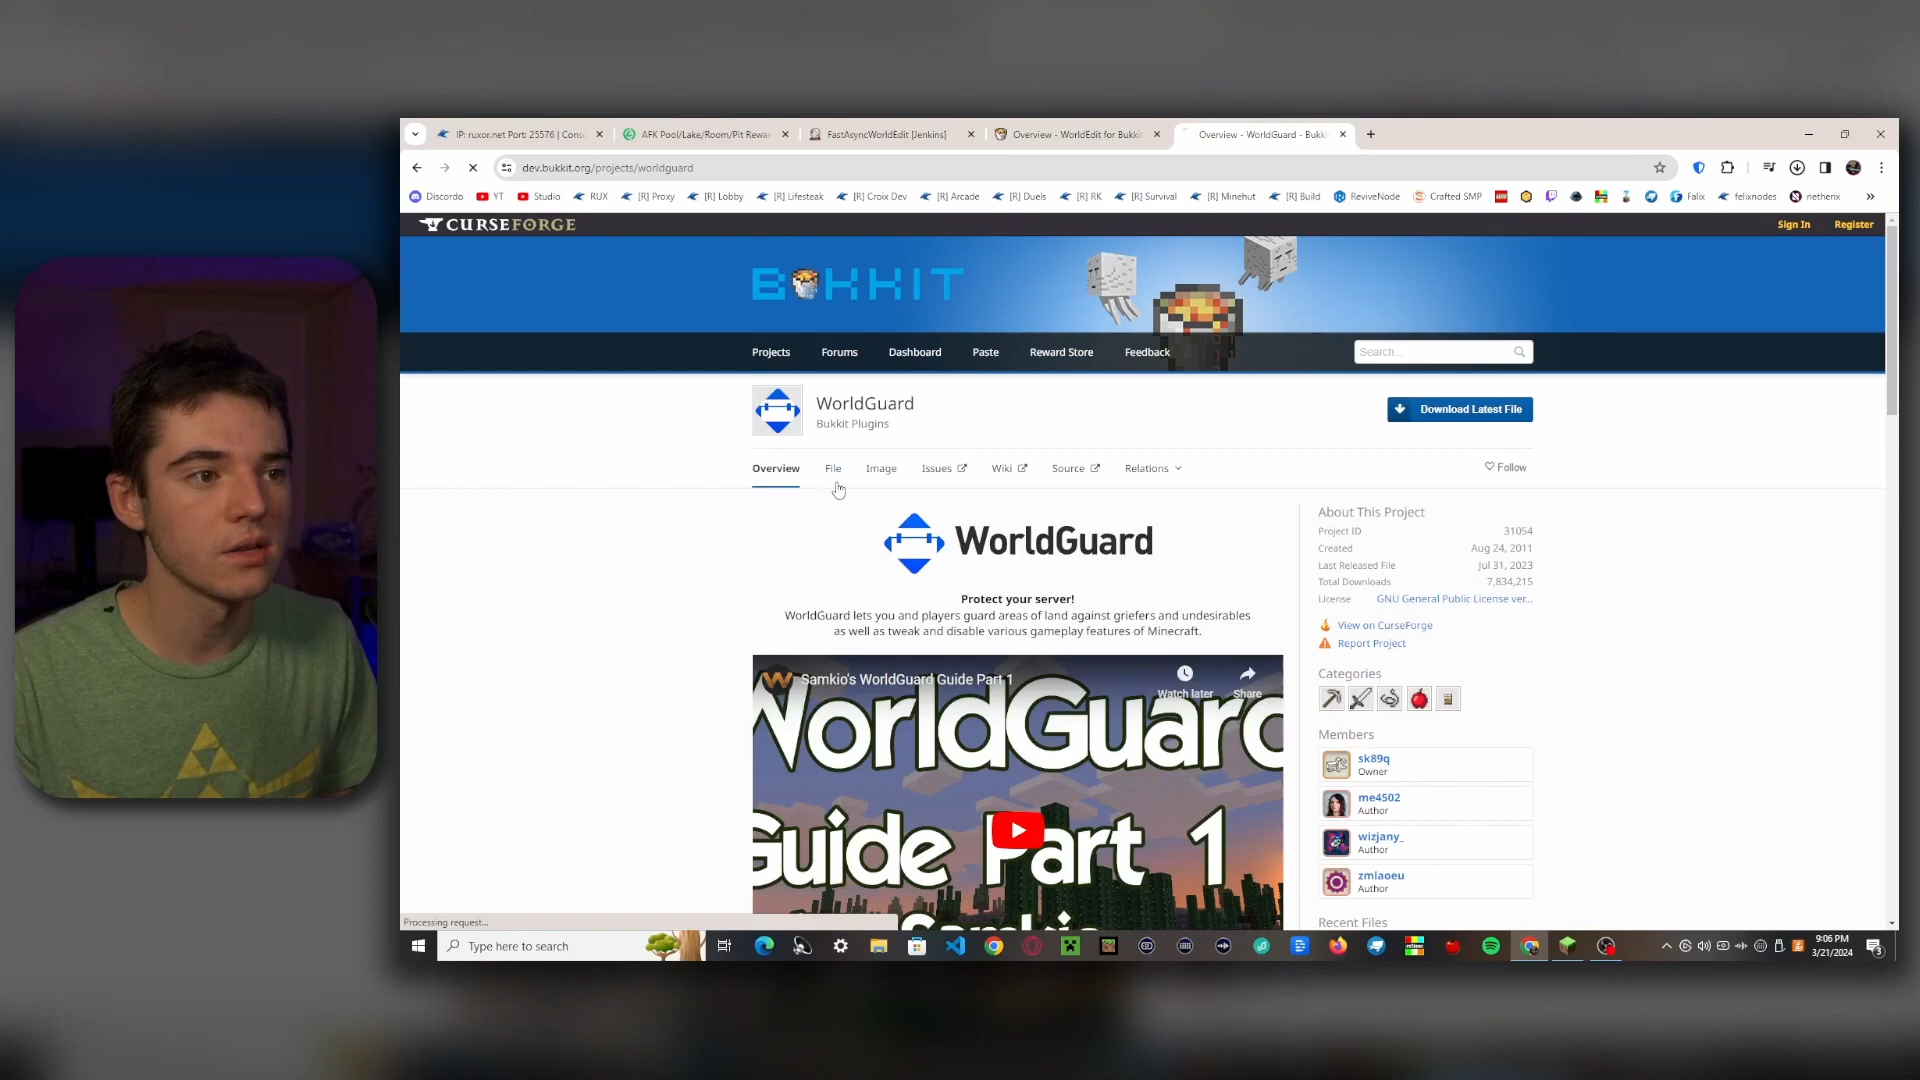 IP: ruxor.net Port: 25576 | Cons
AFK Pool/Lake/Room/Pit Rewa
FastAsyncWorldEdit [Jenkins]
Overview - WorldEdit for Bukkit
Overview - WorldGuard - Bukki
dev.bukkit.org/projects/worldguard
Discordo
YT
Studio
RUX
[R] Proxy
[R] Lobby
[R] Lifesteak
[R] Croix Dev
[R] Arcade
[R] Duels
[R] RK
[R] Survival
[R] Minehut
[R] Build
ReviveNode
Crafted SMP
Falix
felixnodes
netherix
CURSEFORGE
Sign In
Register
BUKKIT
Projects
Forums
Dashboard
Paste
Reward Store
Feedback
Search...
WorldGuard
Bukkit Plugins
Download Latest File
Overview
File
Image
Issues
Wiki
Source
Relations
Follow
WorldGuard
Protect your server!
WorldGuard lets you and players guard areas of land against griefers and undesirables
as well as tweak and disable various gameplay features of Minecraft.
Samkio's WorldGuard Guide Part 1
Watch later
Share
WorldGuard
Guide Part 1
Samkio
About This Project
Project ID 31054
Created Aug 24, 2011
Last Released File Jul 31, 2023
Total Downloads 7,834,215
License GNU General Public License ver...
View on CurseForge
Report Project
Categories
Members
sk89q
Owner
me4502
Author
wizjany_
Author
zmlaoeu
Author
Recent Files
Processing request...
Type here to search
9:06 PM
3/21/2024
3